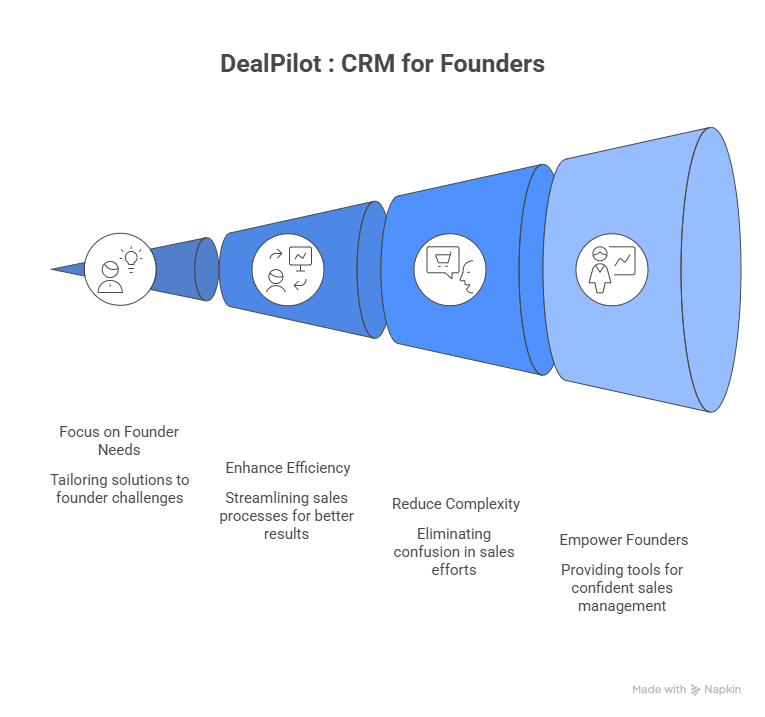 DealPilot : CRM for Founders
Focus on Founder
Needs
Tailoring solutions to
founder challenges
Enhance Efficiency
Streamlining sales
processes for better
results
Reduce Complexity
Eliminating
confusion in sales
efforts
Empower Founders
Providing tools for
confident sales
management
Made with Napkin